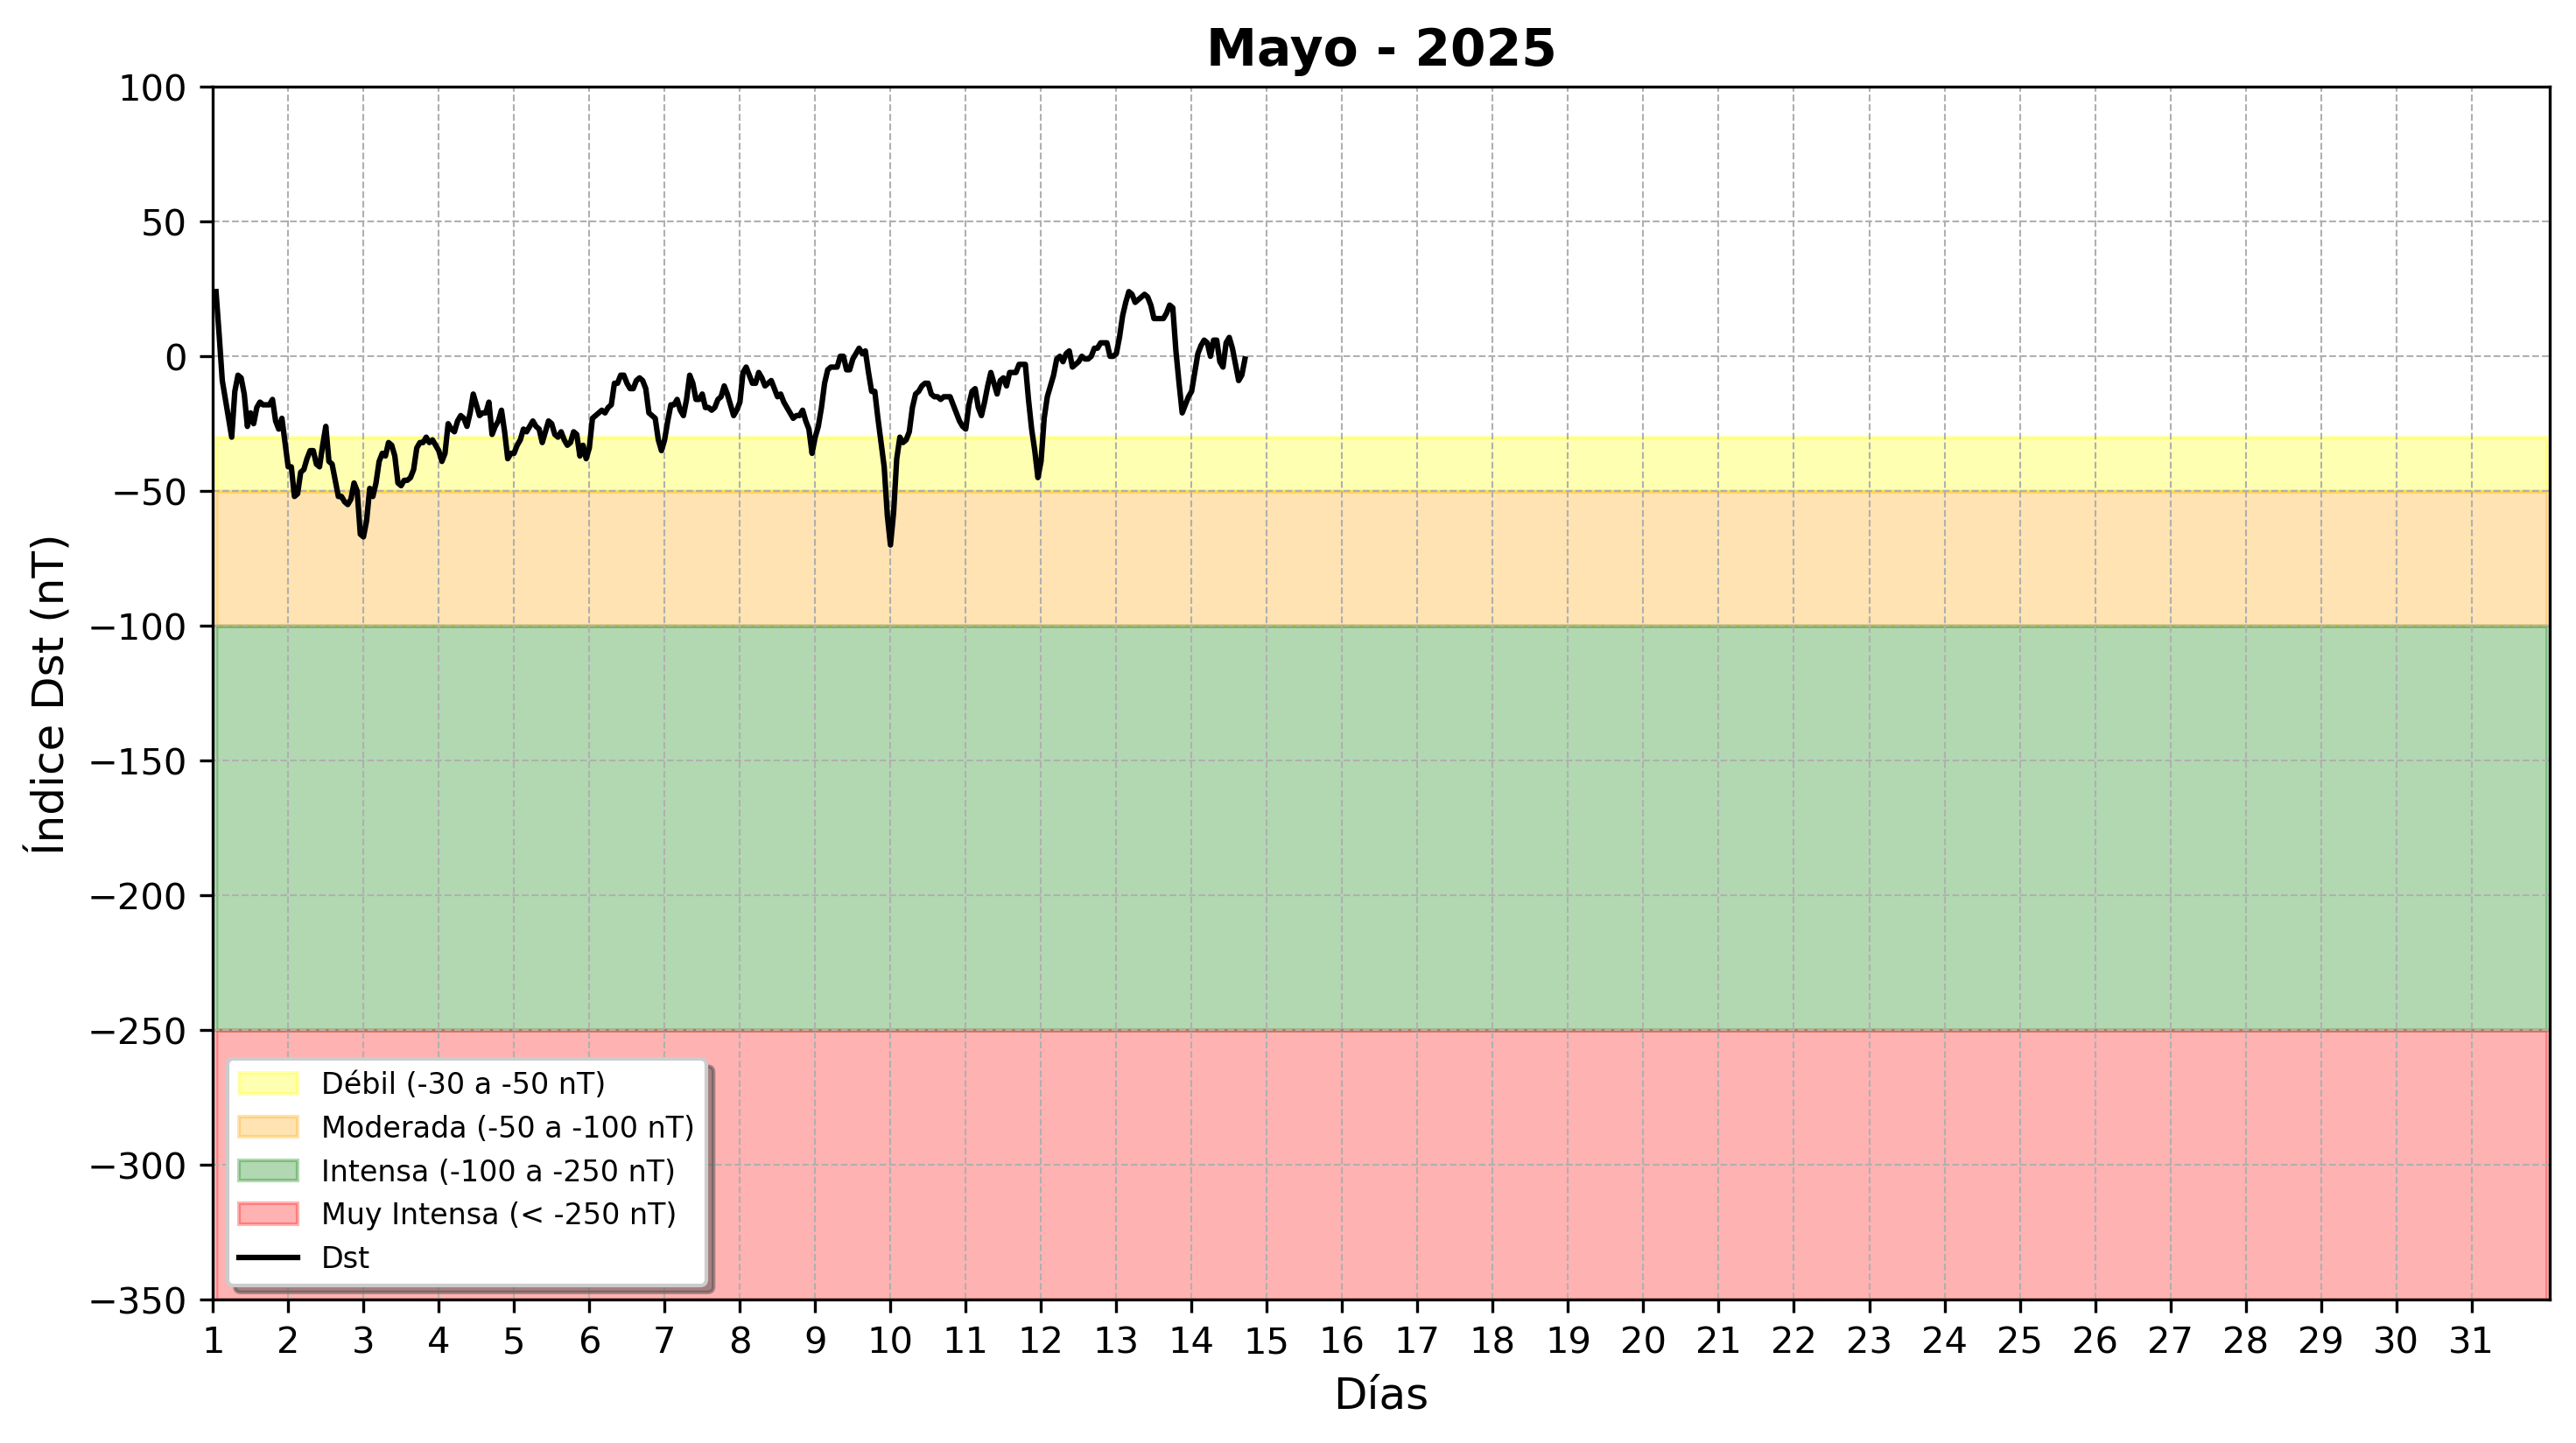 Mayo - 2025
100
50
0
−50
−100
−150
−200
−250
−300
−350
Índice Dst (nT)
Débil (-30 a -50 nT)
Moderada (-50 a -100 nT)
Intensa (-100 a -250 nT)
Muy Intensa (< -250 nT)
Dst
1 2 3 4 5 6 7 8 9 10 11 12 13 14 15 16 17 18 19 20 21 22 23 24 25 26 27 28 29 30 31
Días